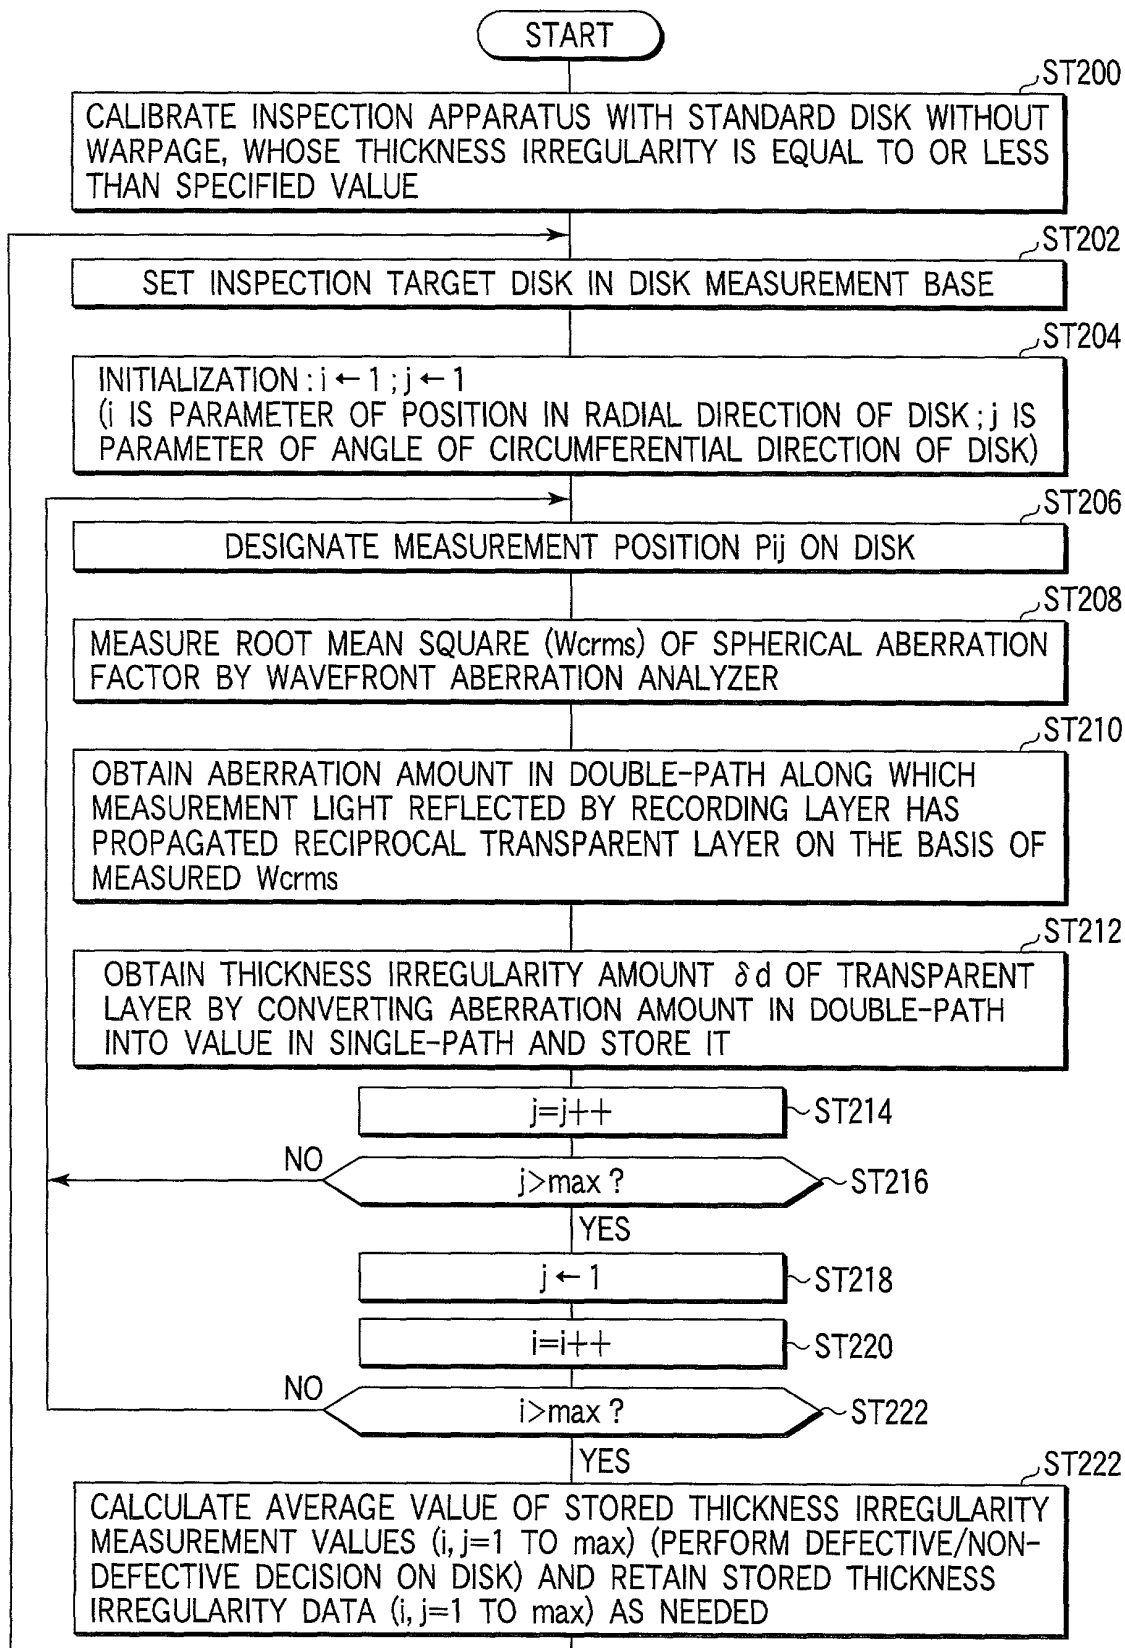 START
ST200
CALIBRATE INSPECTION APPARATUS WITH STANDARD DISK WITHOUT
WARPAGE, WHOSE THICKNESS IRREGULARITY IS EQUAL TO OR LESS
THAN SPECIFIED VALUE
ST202
SET INSPECTION TARGET DISK IN DISK MEASUREMENT BASE
ST204
INITIALIZATION : i ← 1 ; j ← 1
(i IS PARAMETER OF POSITION IN RADIAL DIRECTION OF DISK ; j IS
PARAMETER OF ANGLE OF CIRCUMFERENTIAL DIRECTION OF DISK)
ST206
DESIGNATE MEASUREMENT POSITION Pij ON DISK
ST208
MEASURE ROOT MEAN SQUARE (Wcrms) OF SPHERICAL ABERRATION
FACTOR BY WAVEFRONT ABERRATION ANALYZER
ST210
OBTAIN ABERRATION AMOUNT IN DOUBLE-PATH ALONG WHICH
MEASUREMENT LIGHT REFLECTED BY RECORDING LAYER HAS
PROPAGATED RECIPROCAL TRANSPARENT LAYER ON THE BASIS OF
MEASURED Wcrms
ST212
OBTAIN THICKNESS IRREGULARITY AMOUNT δd OF TRANSPARENT
LAYER BY CONVERTING ABERRATION AMOUNT IN DOUBLE-PATH
INTO VALUE IN SINGLE-PATH AND STORE IT
j=j++ ST214
NO
j>max ? ST216
YES
j ← 1 ST218
i=i++ ST220
NO
i>max ? ST222
YES
ST222
CALCULATE AVERAGE VALUE OF STORED THICKNESS IRREGULARITY
MEASUREMENT VALUES (i, j=1 TO max) (PERFORM DEFECTIVE/NON-
DEFECTIVE DECISION ON DISK) AND RETAIN STORED THICKNESS
IRREGULARITY DATA (i, j=1 TO max) AS NEEDED